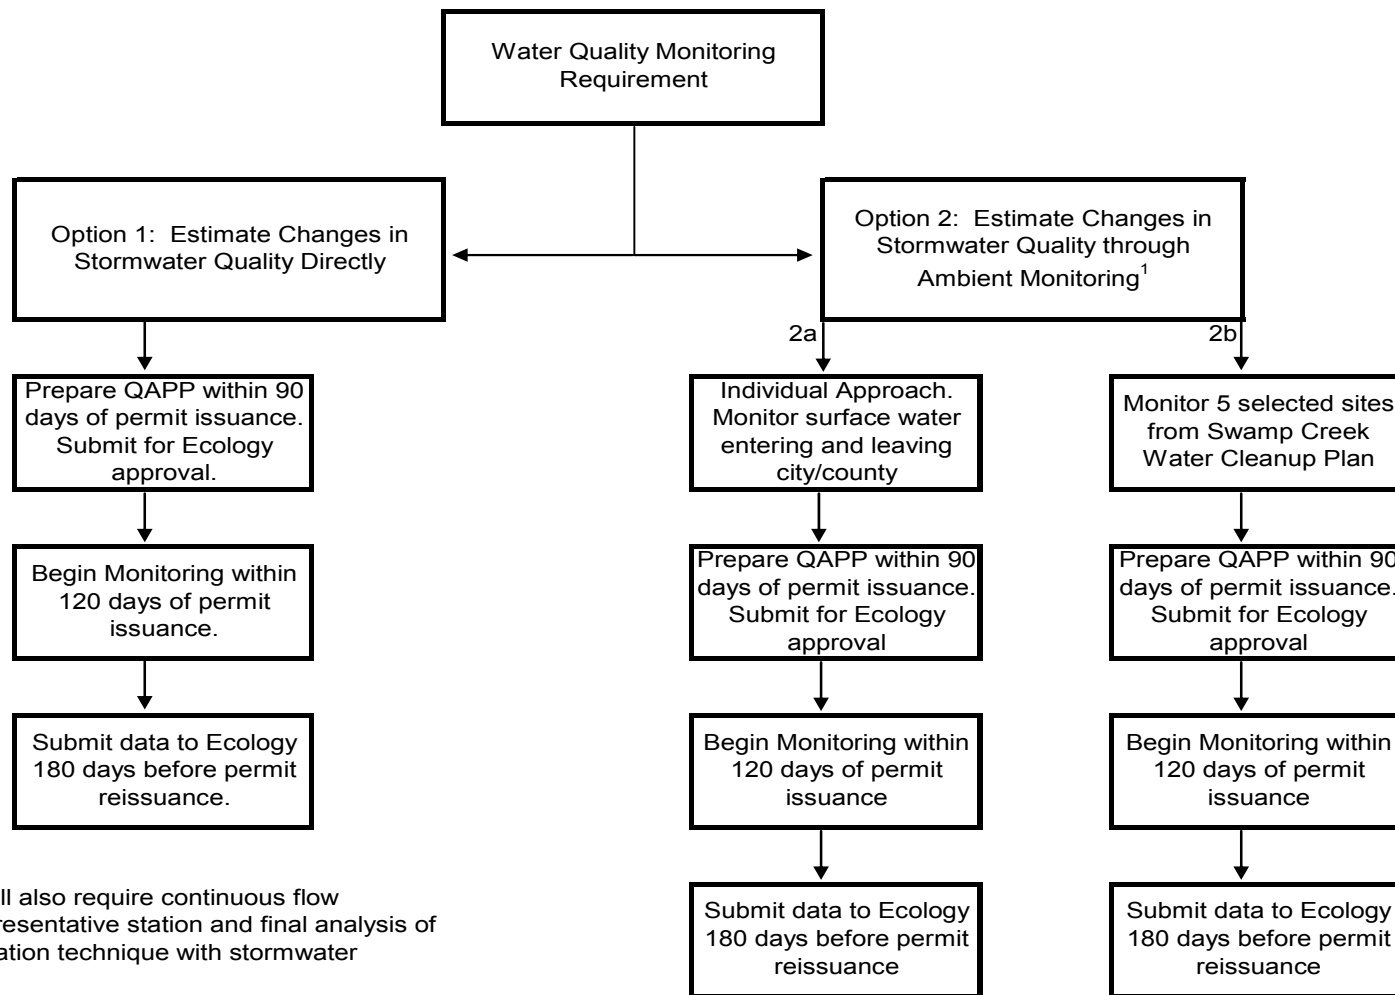 Water Quality Monitoring
Requirement
Option 1:  Estimate Changes in
Stormwater Quality Directly
Option 2:  Estimate Changes in
Stormwater Quality through
Ambient Monitoring1
2a
2b
Prepare QAPP within 90
days of permit issuance.
Submit for Ecology
approval.
Begin Monitoring within
120 days of permit
issuance.
Submit data to Ecology
180 days before permit
reissuance.
Individual Approach.
Monitor surface water
entering and leaving
city/county
Prepare QAPP within 90
days of permit issuance.
Submit for Ecology
approval
Begin Monitoring within
120 days of permit
issuance
Submit data to Ecology
180 days before permit
reissuance
Monitor 5 selected sites
from Swamp Creek
Water Cleanup Plan
Prepare QAPP within 90
days of permit issuance.
Submit for Ecology
approval
Begin Monitoring within
120 days of permit
issuance
Submit data to Ecology
180 days before permit
reissuance
also require continuous flow
station and final analysis of
technique with stormwater